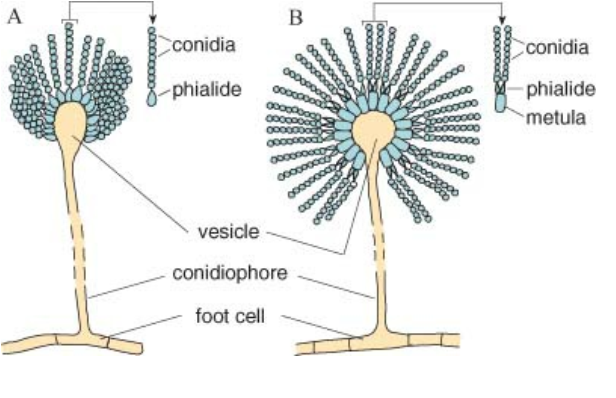 A
B
conidia
phialide
conidia
phialide
metula
vesicle
conidiophore
foot cell